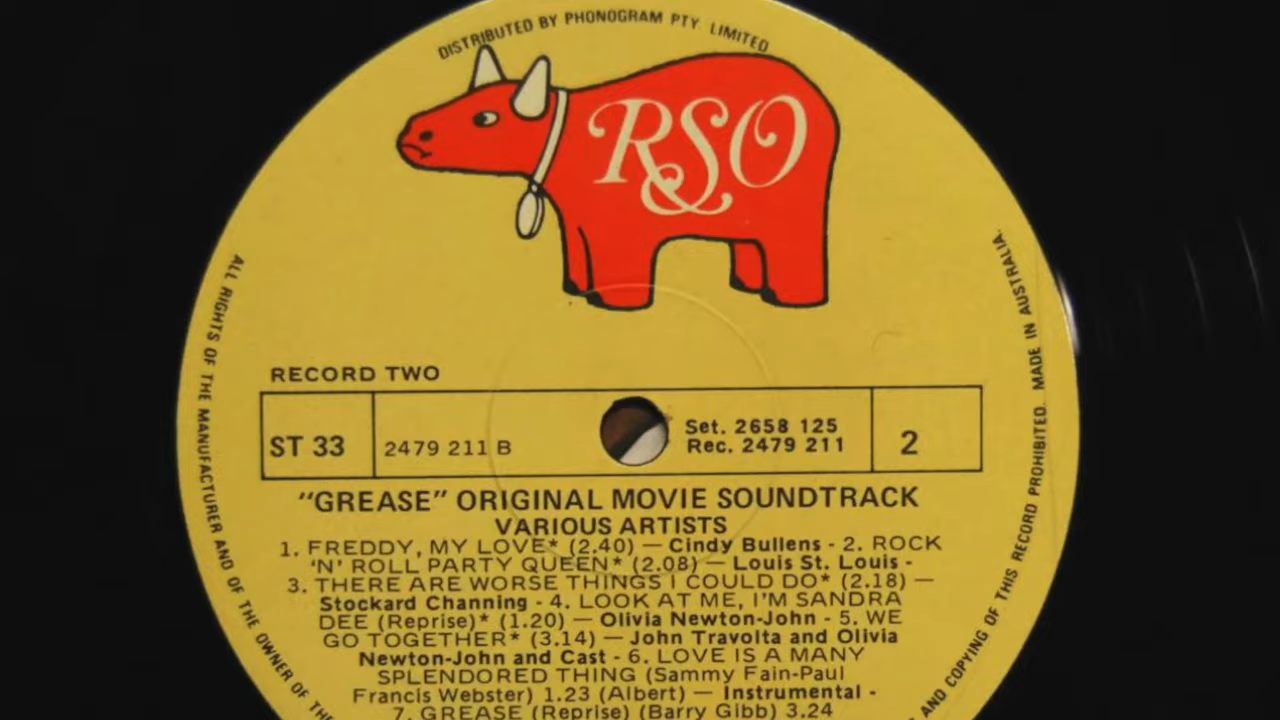 DISTRIBUTED BY PHONOGRAM PTY. LIMITED
RSO
ALL RIGHTS OF THE MANUFACTURER AND OF THE OWNER OF THE
AND COPYING OF THIS RECORD PROHIBITED. MADE IN AUSTRALIA.
RECORD TWO
ST 33
2479 211 B
Set. 2658 125
Rec. 2479 211
2
"GREASE" ORIGINAL MOVIE SOUNDTRACK
VARIOUS ARTISTS
1. FREDDY, MY LOVE* (2.40) — Cindy Bullens - 2. ROCK
'N' ROLL PARTY QUEEN* (2.08) — Louis St. Louis -
3. THERE ARE WORSE THINGS I COULD DO* (2.18) —
Stockard Channing - 4. LOOK AT ME, I'M SANDRA
DEE (Reprise)* (1.20) — Olivia Newton-John - 5. WE
GO TOGETHER* (3.14) — John Travolta and Olivia
Newton-John and Cast - 6. LOVE IS A MANY
SPLENDORED THING (Sammy Fain-Paul
Francis Webster) 1.23 (Albert) — Instrumental -
7. GREASE (Reprise) (Barry Gibb) 3.24